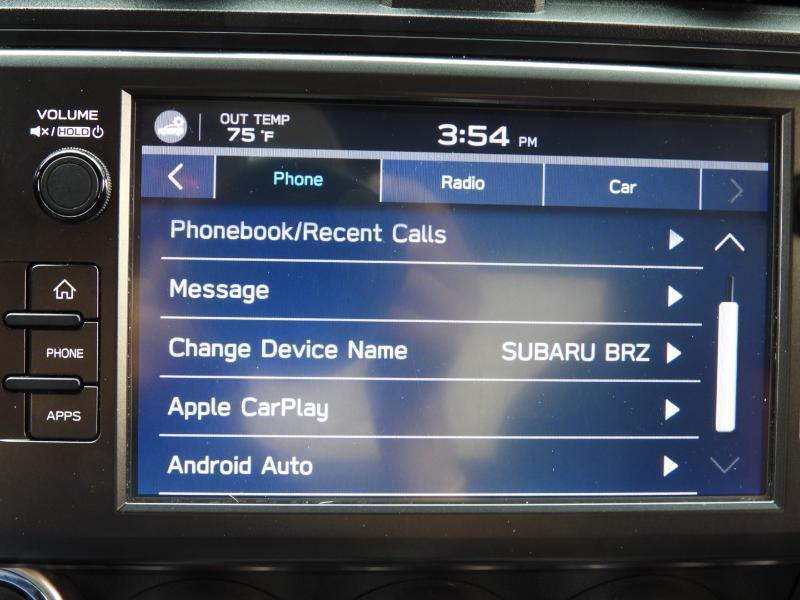 VOLUME
/HOLD
OUT TEMP
75 °F
3:54 PM
Phone Radio Car
Phonebook/Recent Calls
Message
Change Device Name SUBARU BRZ
Apple CarPlay
Android Auto
PHONE
APPS